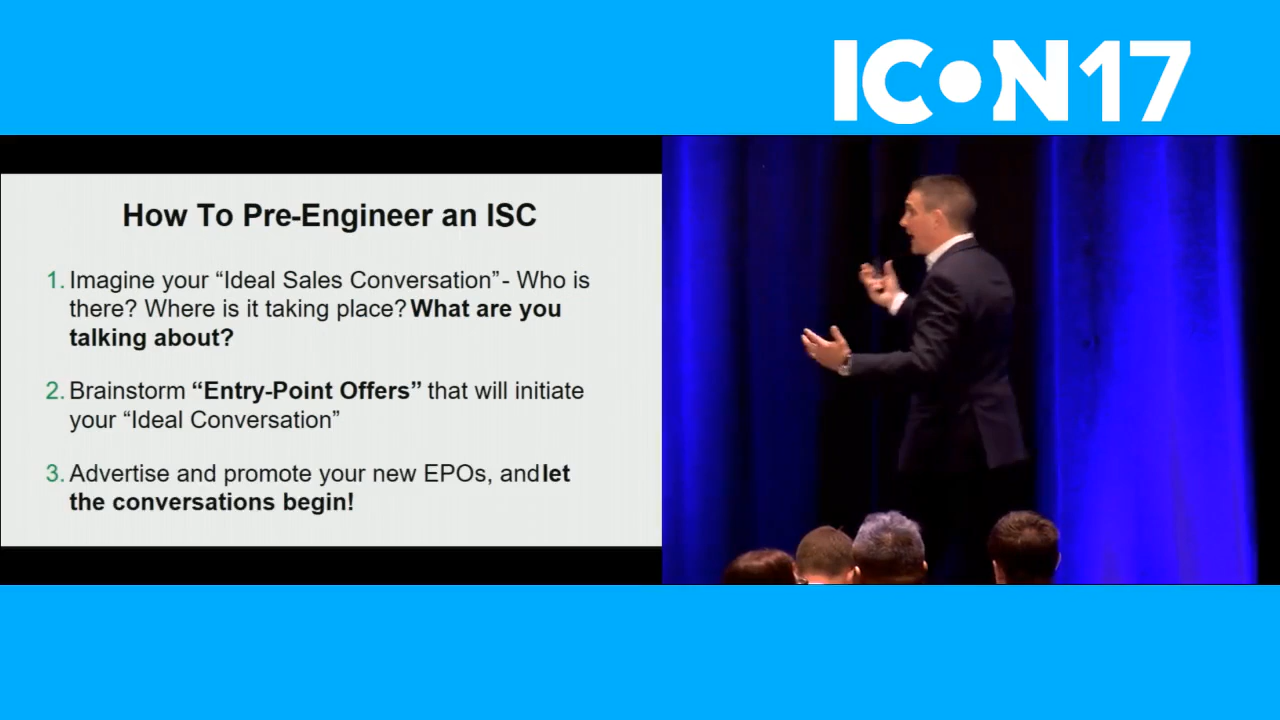 ICON17
How To Pre-Engineer an ISC
1. Imagine your “Ideal Sales Conversation”- Who is
there? Where is it taking place? What are you
talking about?
2. Brainstorm “Entry-Point Offers” that will initiate
your “Ideal Conversation”
3. Advertise and promote your new EPOs, and let
the conversations begin!